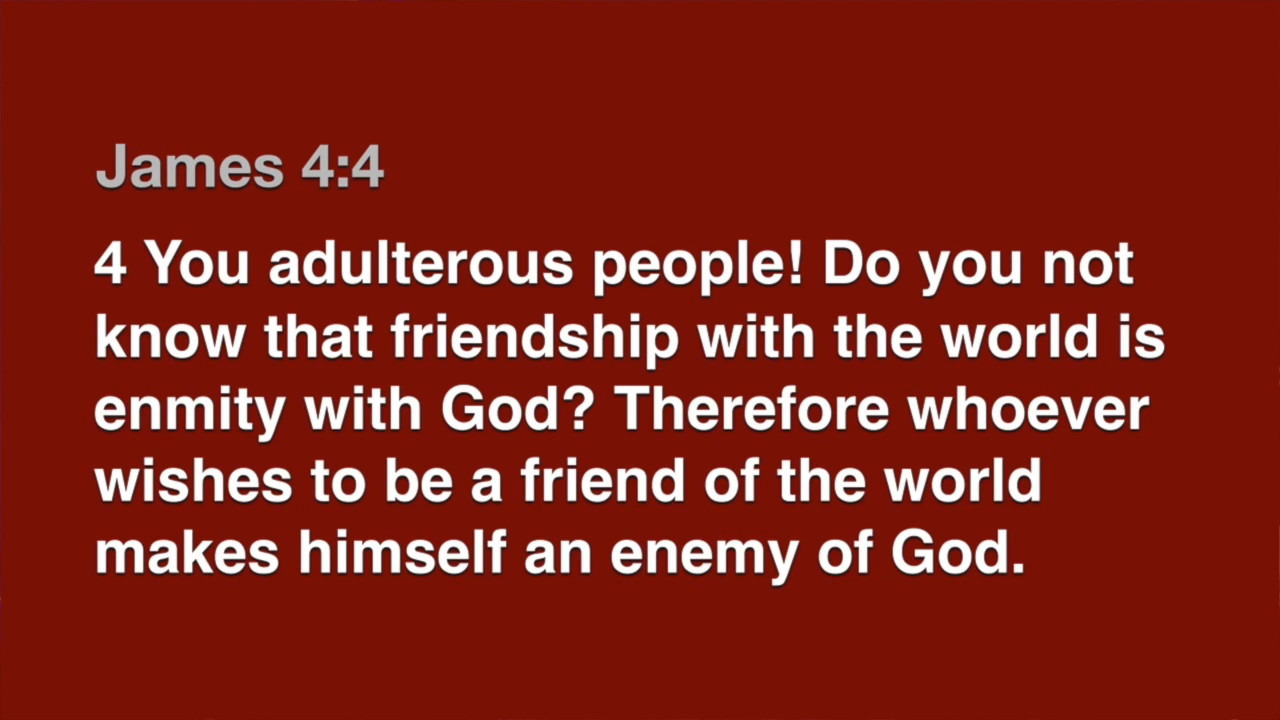 James 4:4
4 You adulterous people! Do you not
know that friendship with the world is
enmity with God? Therefore whoever
wishes to be a friend of the world
makes himself an enemy of God.